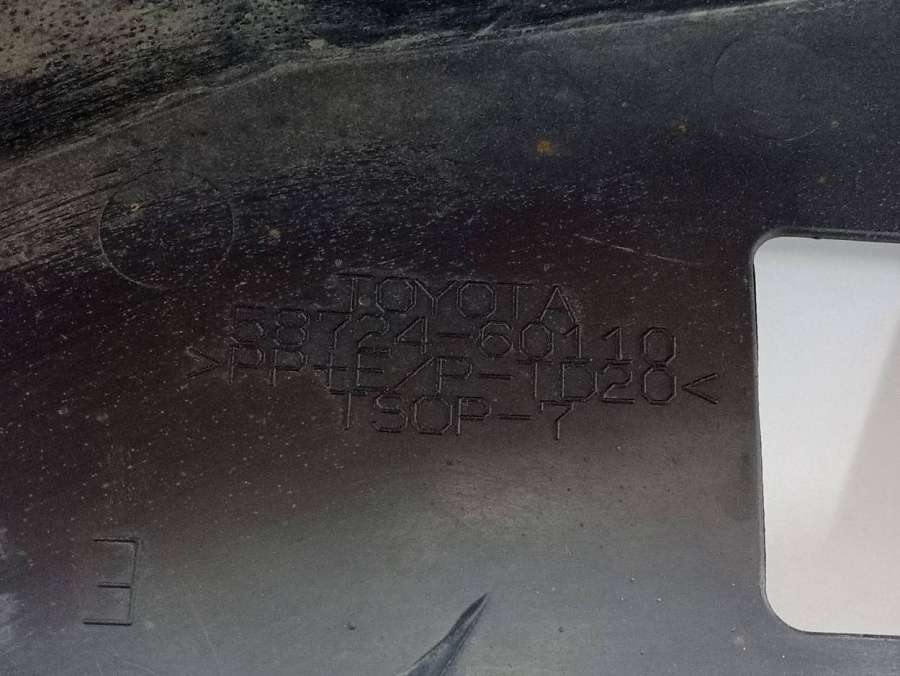 TOYOTA
58724-60110
>PP+E/P-TD20<
TSOP-7
E